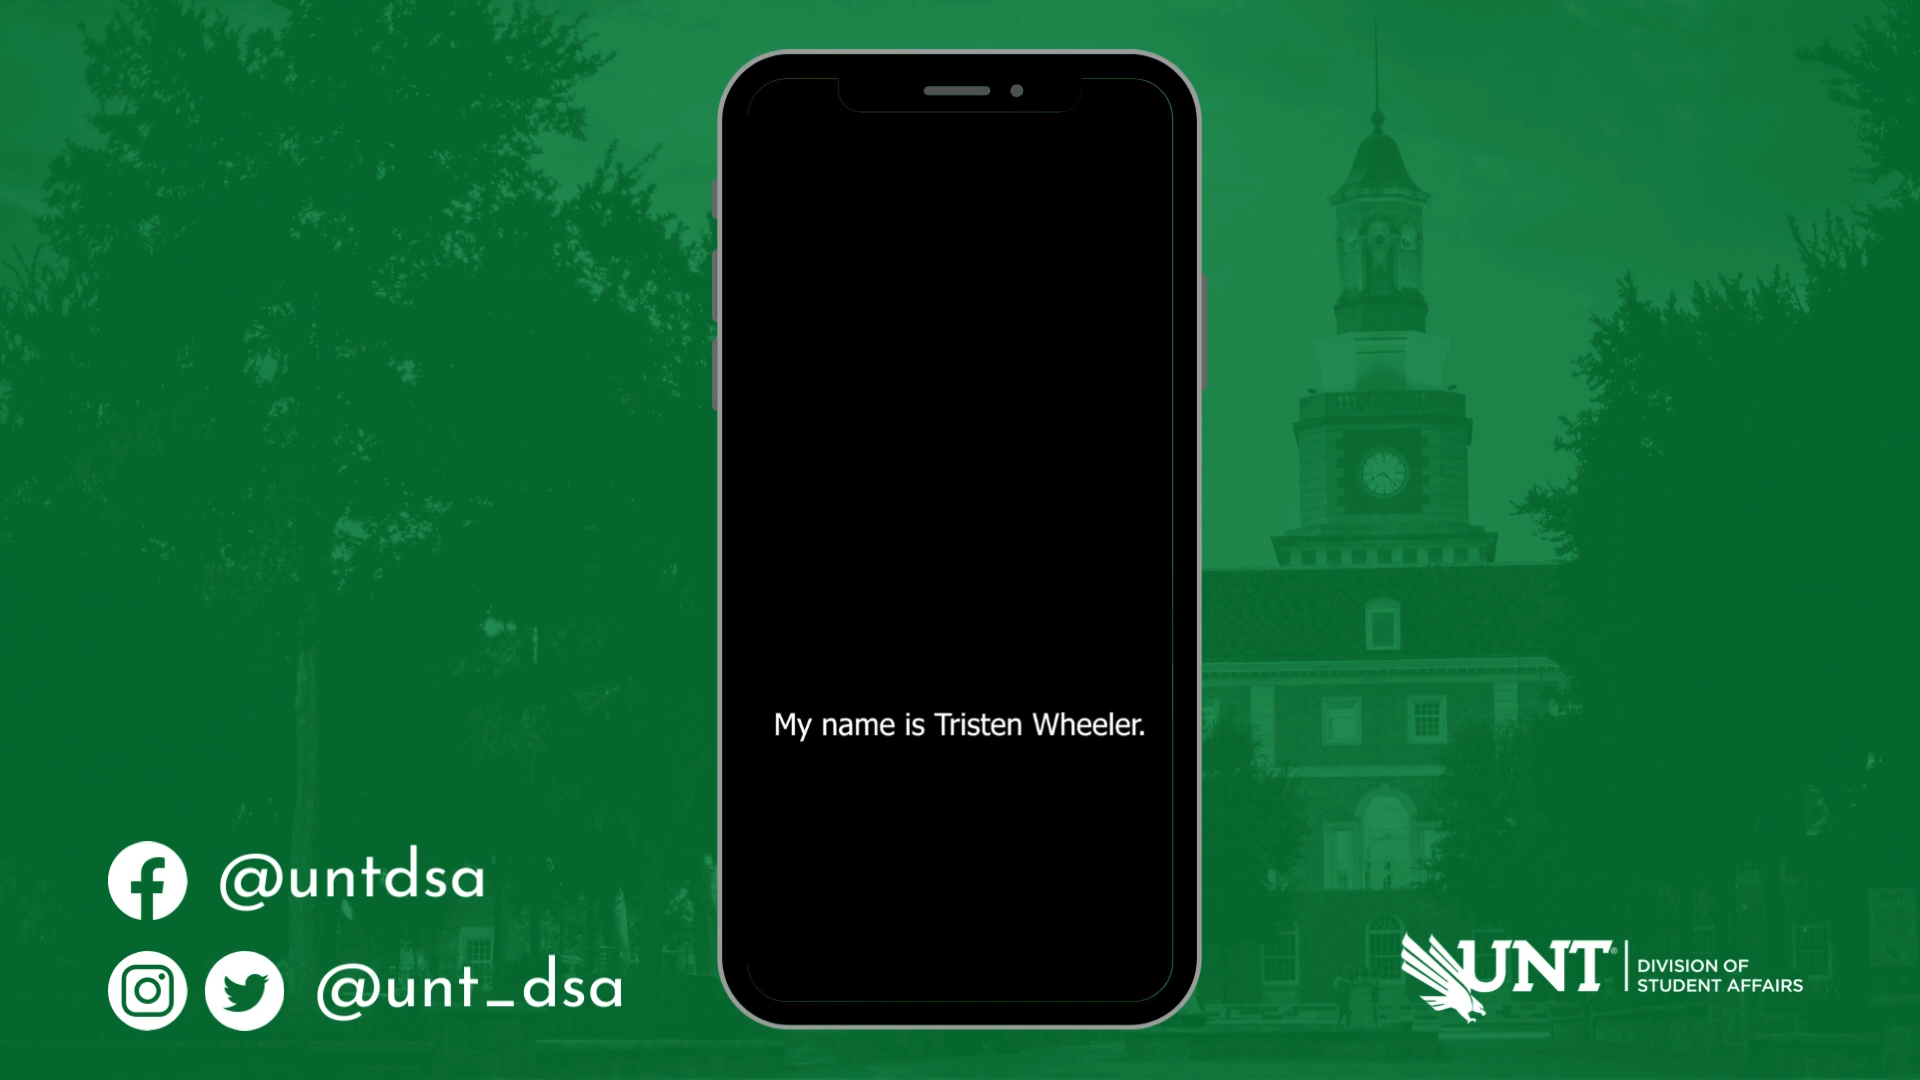 My name is Tristen Wheeler.
@untdsa
@unt_dsa
UNT®
DIVISION OF
STUDENT AFFAIRS